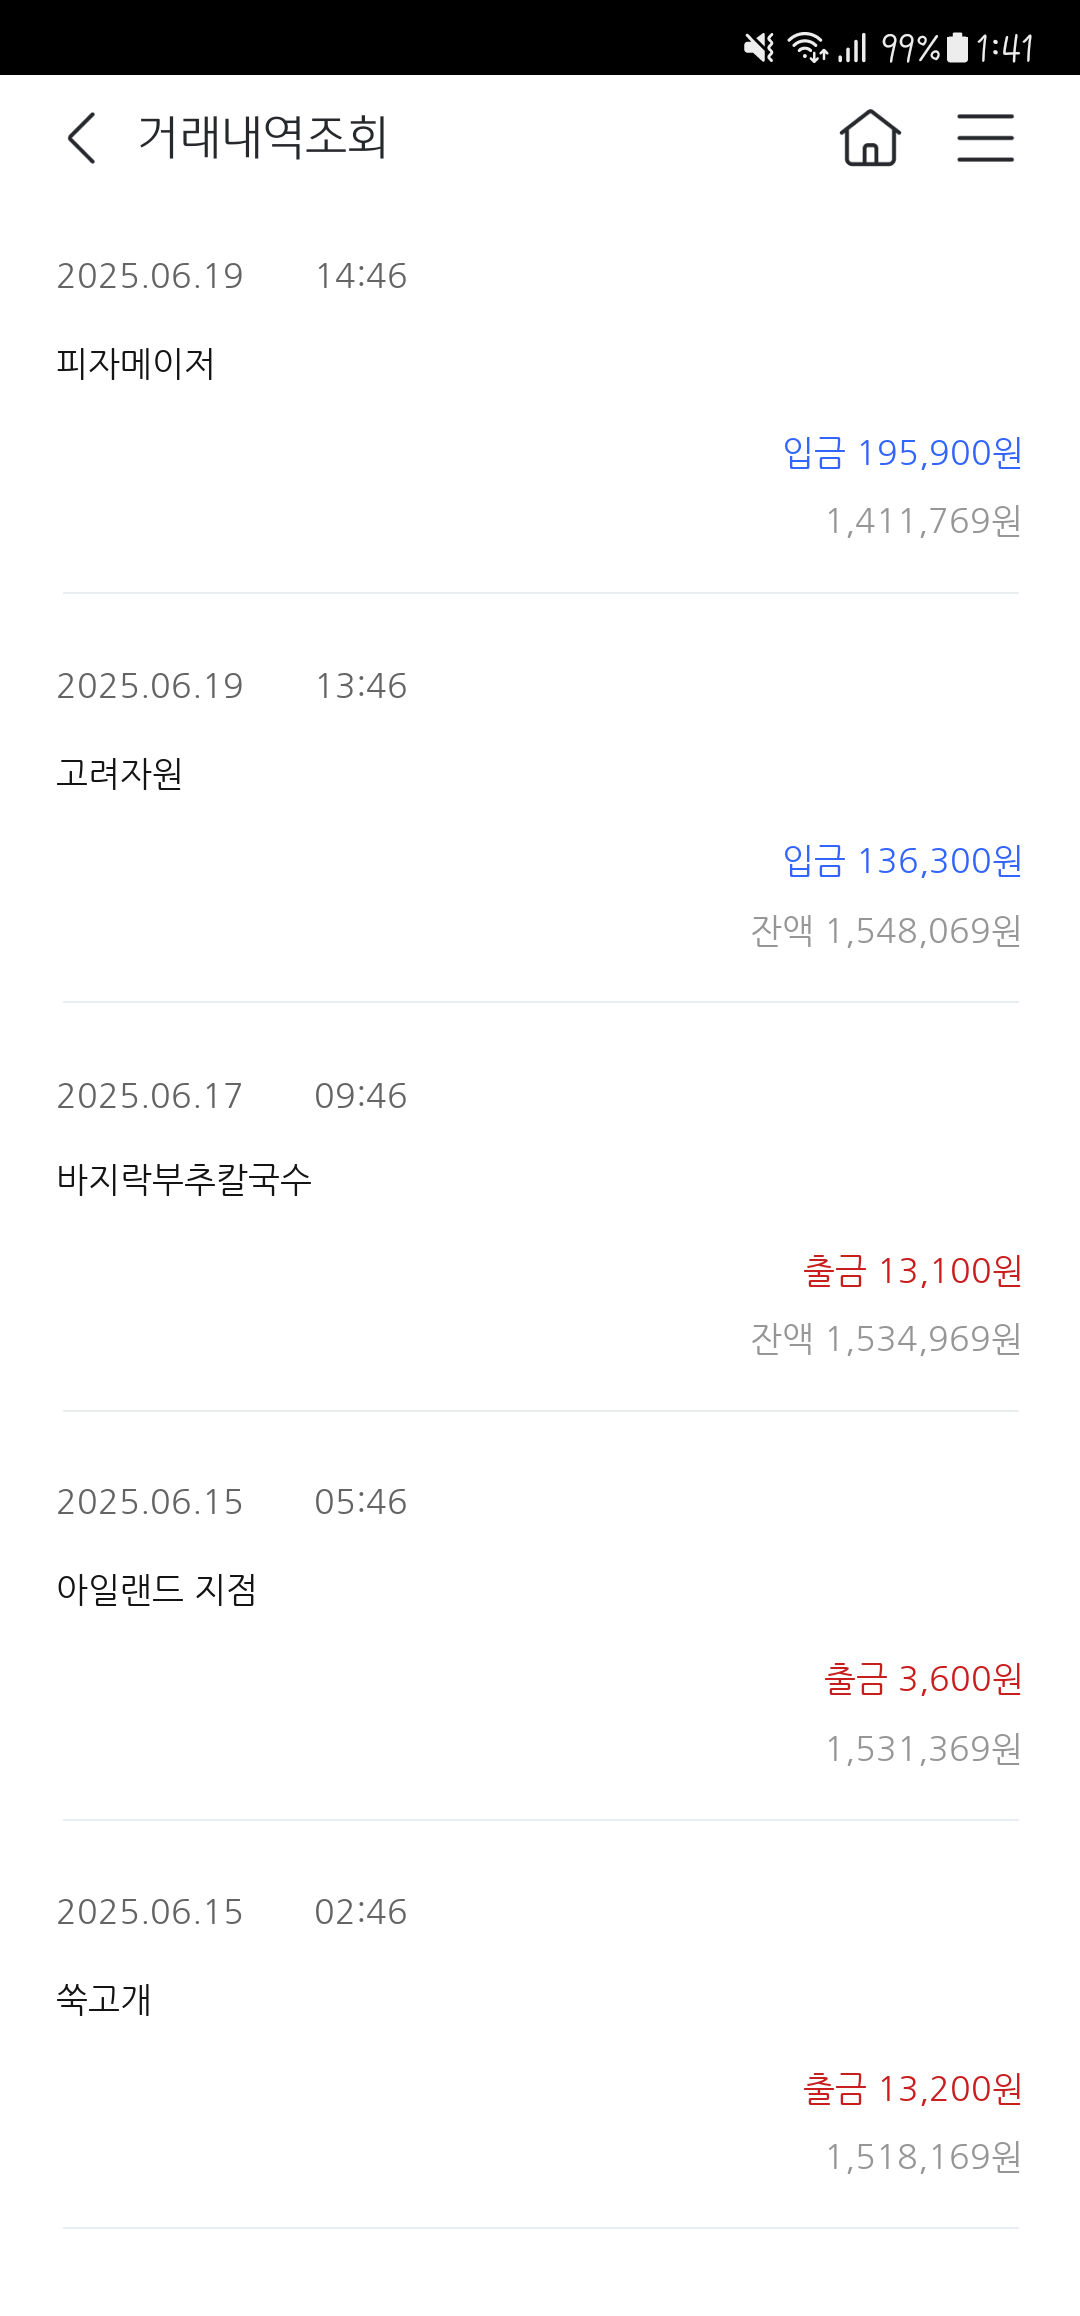 99% 1:41
거래내역조회
2025.06.19 14:46
피자메이저
입금 195,900원
1,411,769원
2025.06.19 13:46
고려자원
입금 136,300원
잔액 1,548,069원
2025.06.17 09:46
바지락부추칼국수
출금 13,100원
잔액 1,534,969원
2025.06.15 05:46
아일랜드 지점
출금 3,600원
1,531,369원
2025.06.15 02:46
쑥고개
출금 13,200원
1,518,169원